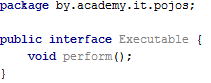 package by.academy.it.pojos;
public interface Executable {
    void perform();
}